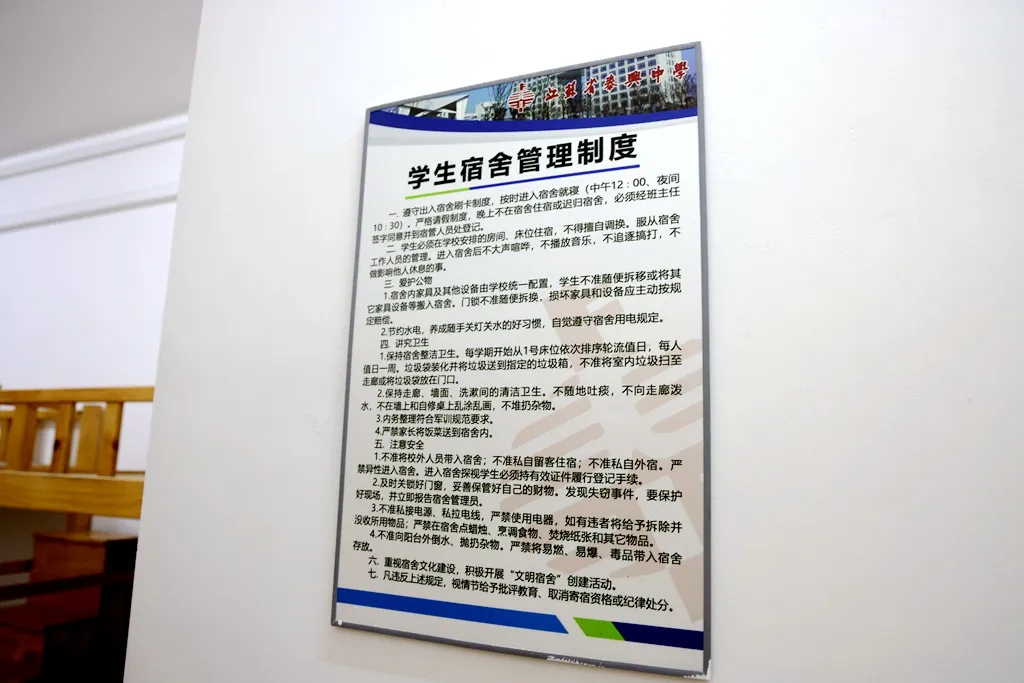 江蘇省泰興中學
学生宿舍管理制度
一. 遵守出入宿舍刷卡制度，按时进入宿舍就寝（中午12：00、夜间
10：30）。严格请假制度，晚上不在宿舍住宿或迟归宿舍，必须经班主任
签字同意并到宿管人员处登记。
二. 学生必须在学校安排的房间、床位住宿，不得擅自调换。服从宿舍
工作人员的管理。进入宿舍后不大声喧哗，不播放音乐，不追逐搞打，不
做影响他人休息的事。
三. 爱护公物
1.宿舍内家具及其他设备由学校统一配置，学生不准随便拆移或将其
它家具设备等搬入宿舍。门锁不准随便拆换，损坏家具和设备应主动按规
定赔偿。
2.节约水电，养成随手关灯关水的好习惯，自觉遵守宿舍用电规定。
四. 讲究卫生
1.保持宿舍整洁卫生。每学期开始从1号床位依次排序轮流值日，每人
值日一周。垃圾袋装化并将垃圾送到指定的垃圾箱，不准将室内垃圾扫至
走廊或将垃圾袋放在门口。
2.保持走廊、墙面、洗漱间的清洁卫生。不随地吐痰，不向走廊泼
水，不在墙上和自修桌上乱涂乱画，不堆扔杂物。
3.内务整理符合军训规范要求。
4.严禁家长将饭菜送到宿舍内。
五. 注意安全
1.不准将校外人员带入宿舍；不准私自留客住宿；不准私自外宿。严
禁异性进入宿舍。进入宿舍探视学生必须持有效证件履行登记手续。
2.及时关锁好门窗，妥善保管好自己的财物。发现失窃事件，要保护
好现场，并立即报告宿舍管理员。
3.不准私接电源、私拉电线，严禁使用电器，如有违者将给予拆除并
没收所用物品；严禁在宿舍点蜡烛、烹调食物、焚烧纸张和其它物品。
4.不准向阳台外倒水、抛扔杂物。严禁将易燃、易爆、毒品带入宿舍
存放。
六. 重视宿舍文化建设，积极开展“文明宿舍”创建活动。
七. 凡违反上述规定，视情节给予批评教育、取消寄宿资格或纪律处分。